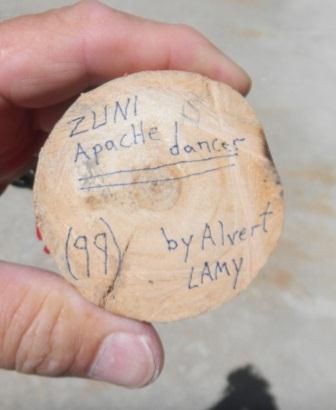 ZUNI
Apache dancer
(99)
by Alvert
LAMY